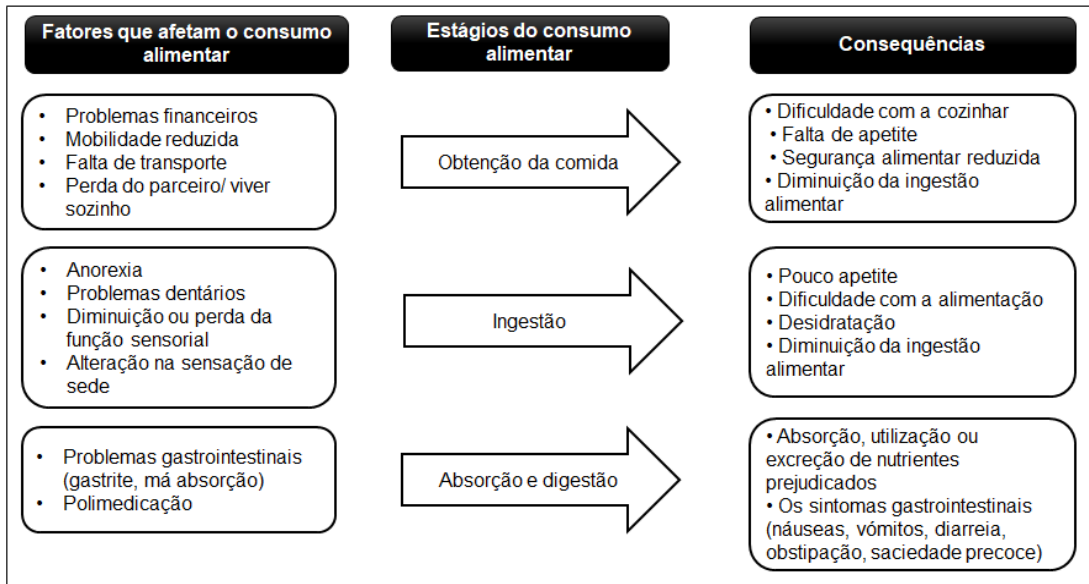 Fatores que afetam o consumo
alimentar
Estágios do consumo
alimentar
Consequências
• Problemas financeiros
• Mobilidade reduzida
• Falta de transporte
• Perda do parceiro/ viver
sozinho
Obtenção da comida
• Dificuldade com a cozinhar
• Falta de apetite
• Segurança alimentar reduzida
• Diminuição da ingestão
alimentar
• Anorexia
• Problemas dentários
• Diminuição ou perda da
função sensorial
• Alteração na sensação de
sede
Ingestão
• Pouco apetite
• Dificuldade com a alimentação
• Desidratação
• Diminuição da ingestão
alimentar
• Problemas gastrointestinais
(gastrite, má absorção)
• Polimedicação
Absorção e digestão
• Absorção, utilização ou
excreção de nutrientes
prejudicados
• Os sintomas gastrointestinais
(náuseas, vómitos, diarreia,
obstipação, saciedade precoce)